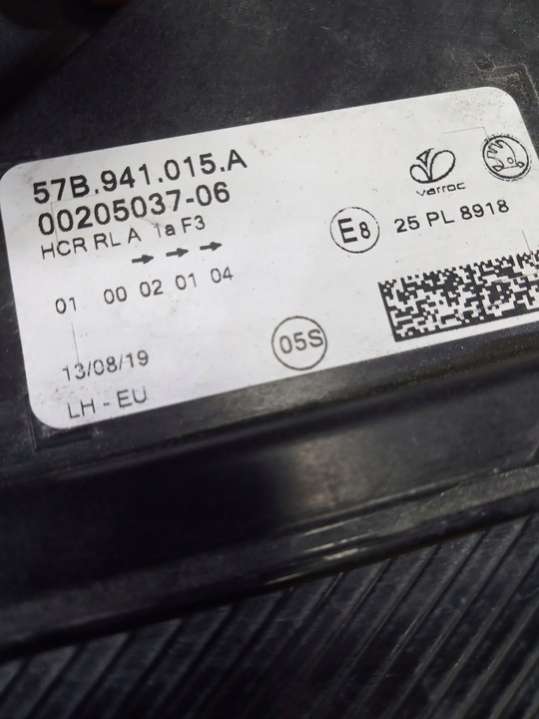 57B.941.015.A
00205037-06
HCR RL A 1a F3
01 00 02 01 04
13/08/19
LH - EU
05S
varroc
E8
25 PL 8918